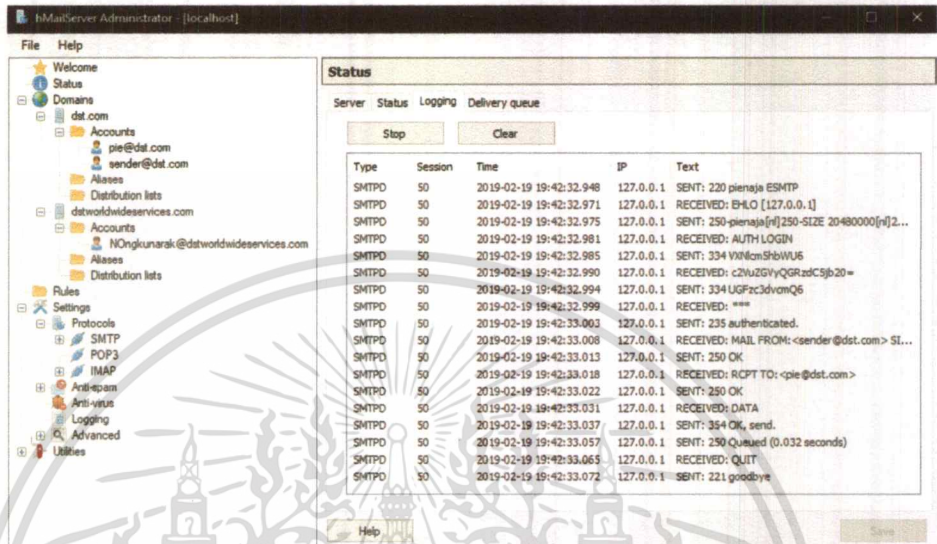 hMailServer Administrator - [localhost]
File Help
Welcome
Status
Domains
dst.com
Accounts
pie@dst.com
sender@dst.com
Aliases
Distribution lists
dstworldwideservices.com
Accounts
NOngkunarak@dstworldwideservices.com
Aliases
Distribution lists
Rules
Settings
Protocols
SMTP
POP3
IMAP
Anti-spam
Anti-virus
Logging
Advanced
Utilities
Status
Server Status Logging Delivery queue
Stop Clear
Type Session Time IP Text
SMTPD 50 2019-02-19 19:42:32.948 127.0.0.1 SENT: 220 pienaja ESMTP
SMTPD 50 2019-02-19 19:42:32.971 127.0.0.1 RECEIVED: EHLO [127.0.0.1]
SMTPD 50 2019-02-19 19:42:32.975 127.0.0.1 SENT: 250-pienaja[nl]250-SIZE 20480000[nl]2...
SMTPD 50 2019-02-19 19:42:32.981 127.0.0.1 RECEIVED: AUTH LOGIN
SMTPD 50 2019-02-19 19:42:32.985 127.0.0.1 SENT: 334 VXNlcm5hbWU6
SMTPD 50 2019-02-19 19:42:32.990 127.0.0.1 RECEIVED: c2VuZGVyQGRzdC5jb20=
SMTPD 50 2019-02-19 19:42:32.994 127.0.0.1 SENT: 334 UGFzc3dvcmQ6
SMTPD 50 2019-02-19 19:42:32.999 127.0.0.1 RECEIVED: ***
SMTPD 50 2019-02-19 19:42:33.003 127.0.0.1 SENT: 235 authenticated.
SMTPD 50 2019-02-19 19:42:33.008 127.0.0.1 RECEIVED: MAIL FROM:<sender@dst.com> SI...
SMTPD 50 2019-02-19 19:42:33.013 127.0.0.1 SENT: 250 OK
SMTPD 50 2019-02-19 19:42:33.018 127.0.0.1 RECEIVED: RCPT TO:<pie@dst.com>
SMTPD 50 2019-02-19 19:42:33.022 127.0.0.1 SENT: 250 OK
SMTPD 50 2019-02-19 19:42:33.031 127.0.0.1 RECEIVED: DATA
SMTPD 50 2019-02-19 19:42:33.037 127.0.0.1 SENT: 354 OK, send.
SMTPD 50 2019-02-19 19:42:33.057 127.0.0.1 SENT: 250 Queued (0.032 seconds)
SMTPD 50 2019-02-19 19:42:33.065 127.0.0.1 RECEIVED: QUIT
SMTPD 50 2019-02-19 19:42:33.072 127.0.0.1 SENT: 221 goodbye
Help Save